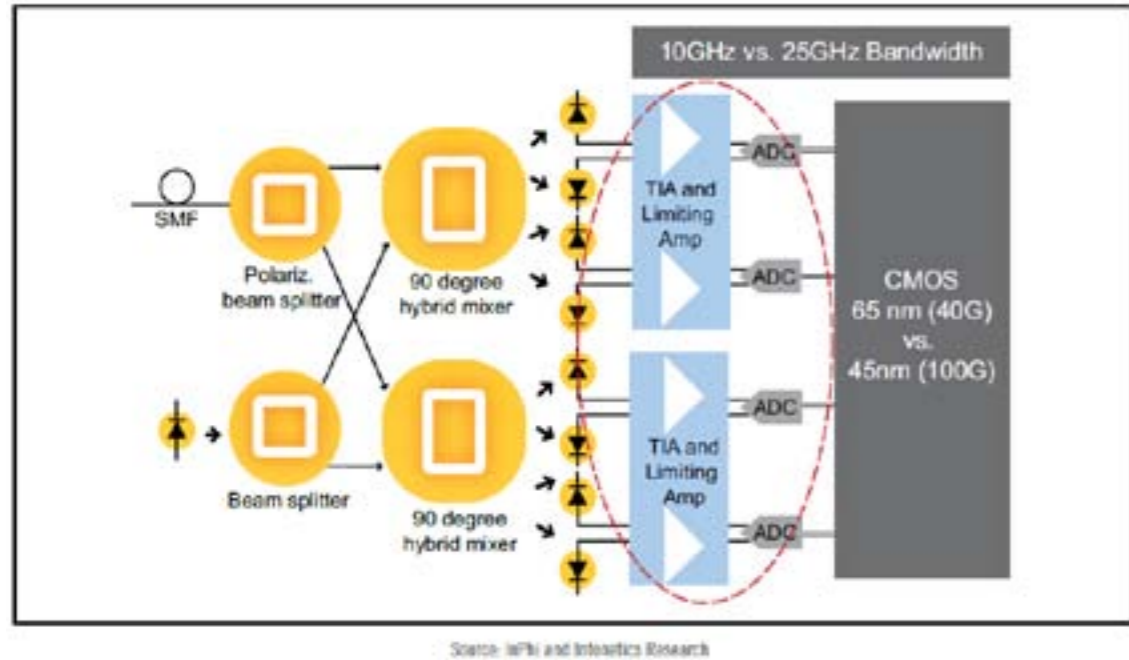 10GHz vs. 25GHz Bandwidth
SMF
Polariz.
beam splitter
90 degree
hybrid mixer
TIA and
Limiting
Amp
ADC
ADC
CMOS
65 nm (40G)
vs.
45nm (100G)
Beam splitter
90 degree
hybrid mixer
TIA and
Limiting
Amp
ADC
ADC
Source: InPhi and Infonetics Research